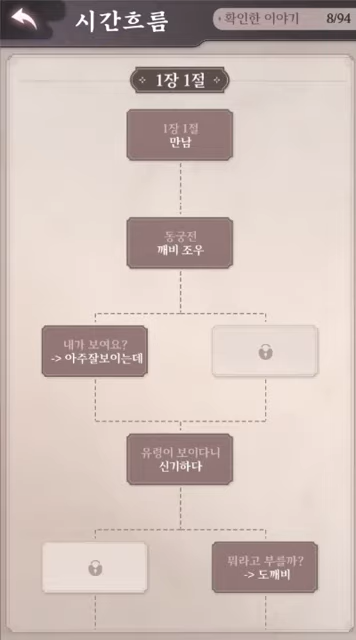 시간흐름
확인한 이야기 8/94
1장 1절
1장 1절
만남
동궁전
깨비 조우
내가 보여요?
-> 아주잘보이는데
유령이 보이다니
신기하다
뭐라고 부를까?
-> 도깨비